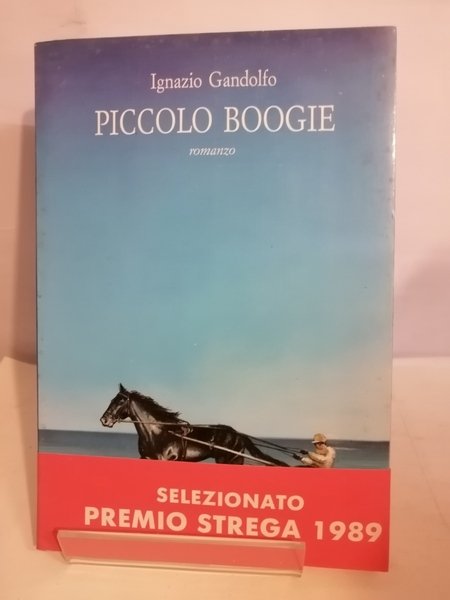 Ignazio Gandolfo
PICCOLO BOOGIE
romanzo
SELEZIONATO
PREMIO STREGA 1989